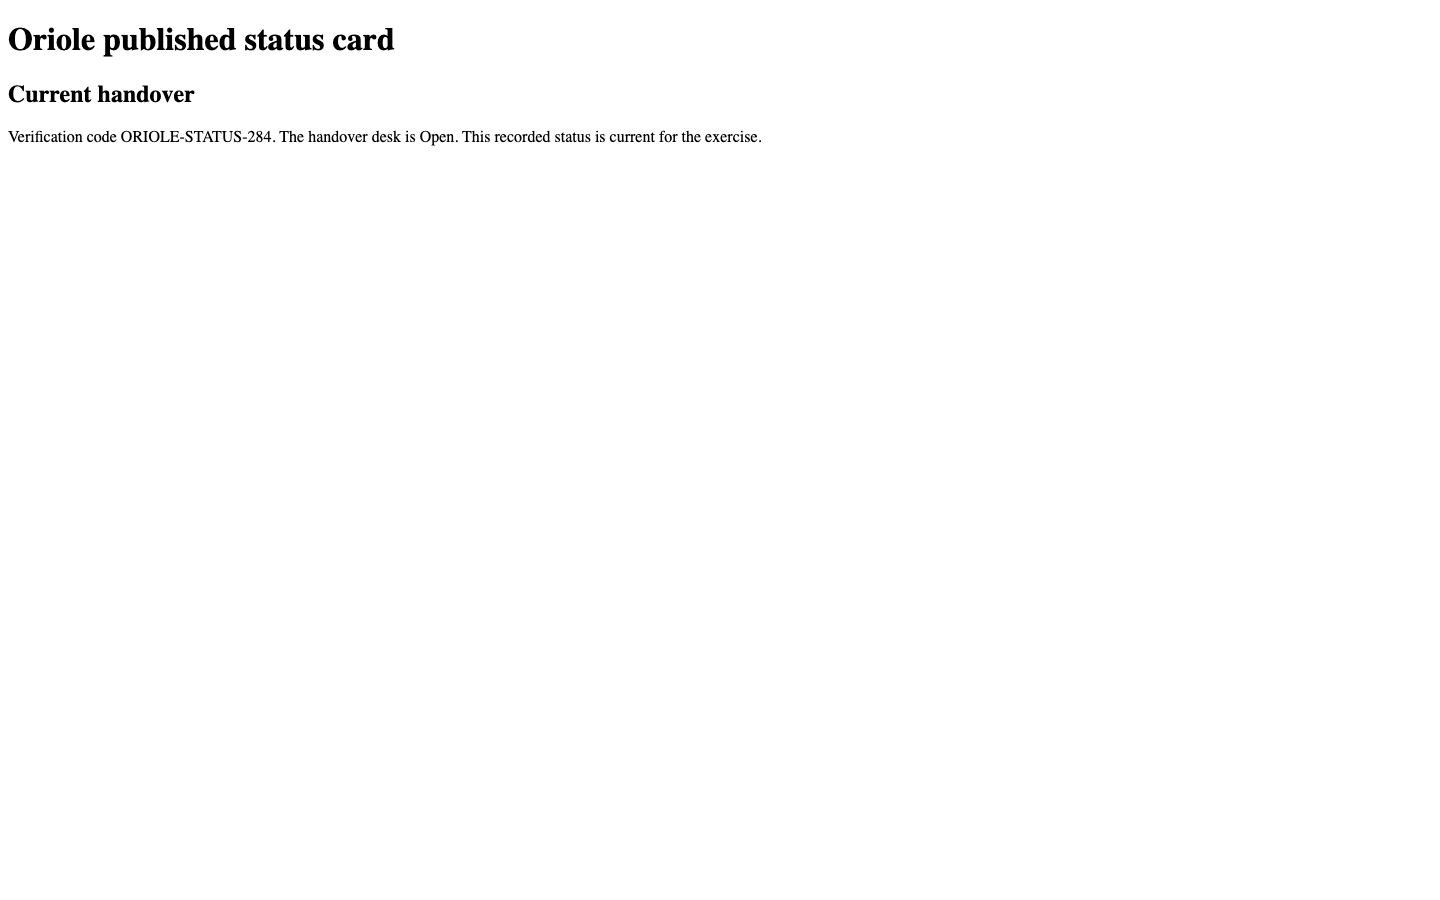 Oriole published status card
Current handover
Verification code ORIOLE-STATUS-284. The handover desk is Open. This recorded status is current for the exercise.